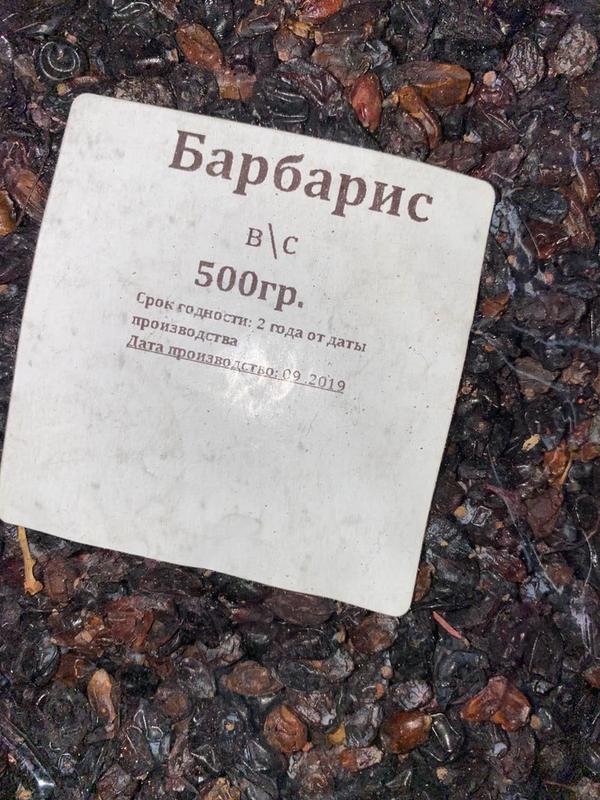 Барбарис
в\с
500гр.
Срок годности: 2 года от даты
производства
Дата производство: 09.2019